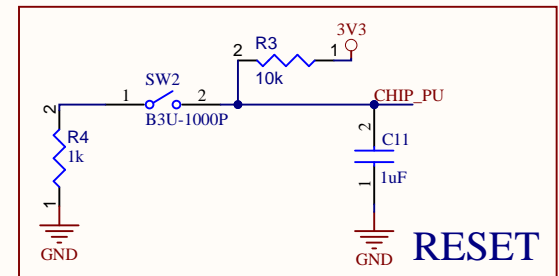 3V3
2
R3
1
10k
SW2
1
2
B3U-1000P
CHIP_PU
2
R4
1k
1
GND
2
C11
1
1uF
GND
RESET